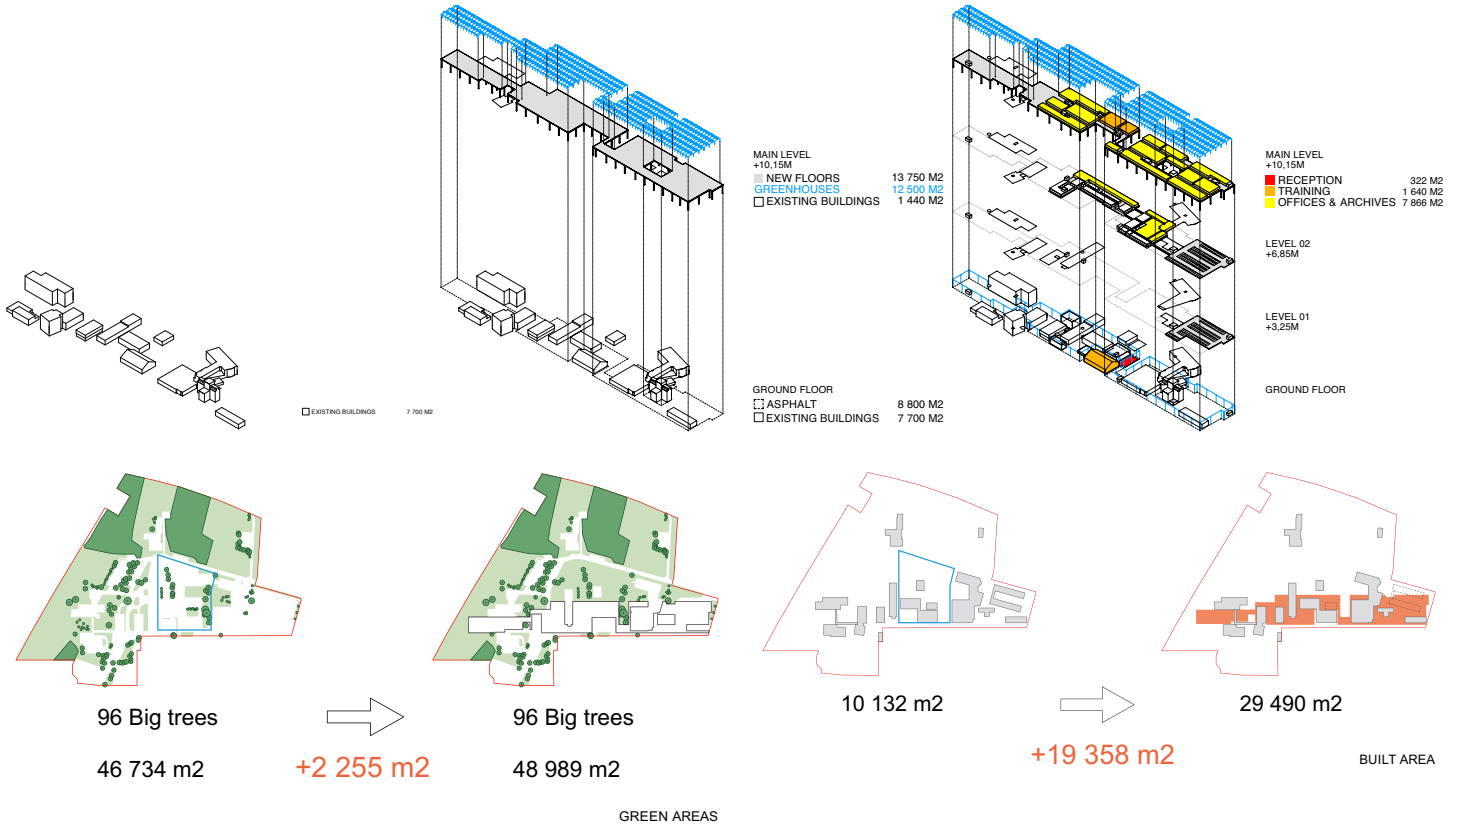 MAIN LEVEL
+10,15M
NEW FLOORS 13 750 M2
GREENHOUSES 12 500 M2
EXISTING BUILDINGS 1 440 M2
MAIN LEVEL
+10,15M
RECEPTION 322 M2
TRAINING 1 640 M2
OFFICES & ARCHIVES 7 866 M2
LEVEL 02
+6,85M
LEVEL 01
+3,25M
EXISTING BUILDINGS 7 700 M2
GROUND FLOOR
ASPHALT 8 800 M2
EXISTING BUILDINGS 7 700 M2
GROUND FLOOR
96 Big trees
46 734 m2
+2 255 m2
96 Big trees
48 989 m2
GREEN AREAS
10 132 m2
+19 358 m2
29 490 m2
BUILT AREA